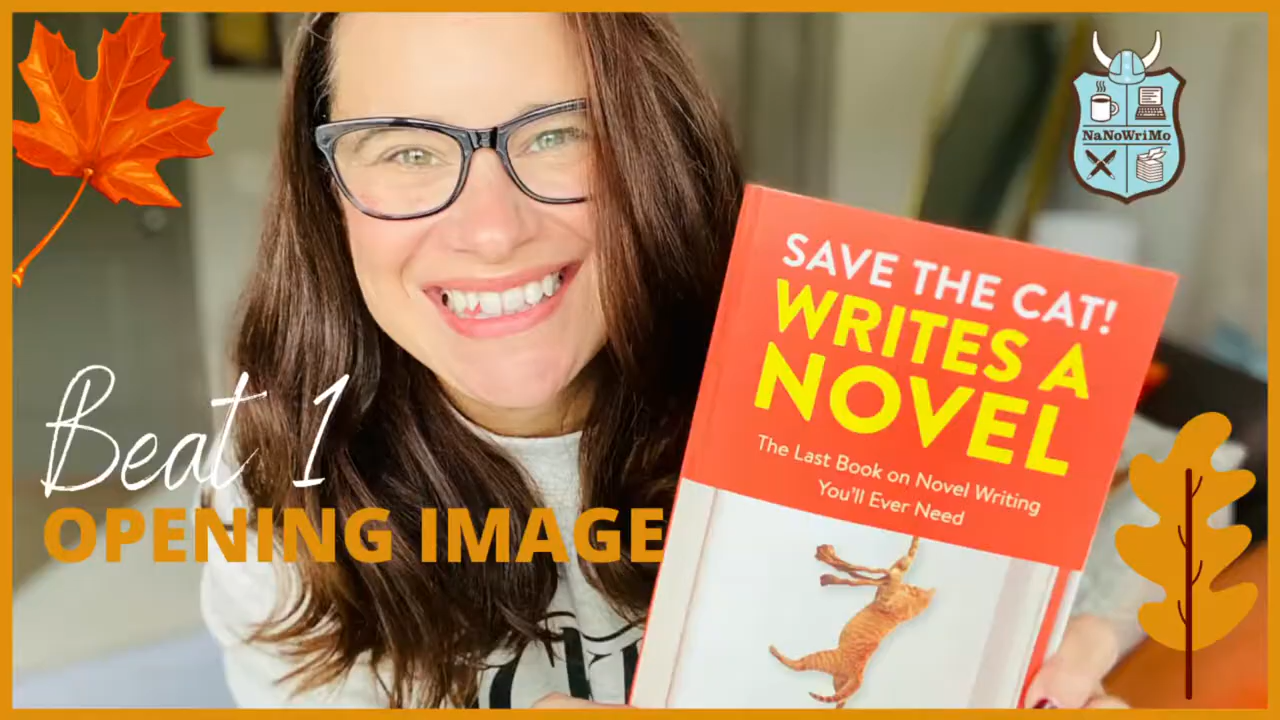 NaNoWriMo
SAVE THE CAT!
WRITES A
NOVEL
The Last Book on Novel Writing
You'll Ever Need
Beat 1
OPENING IMAGE